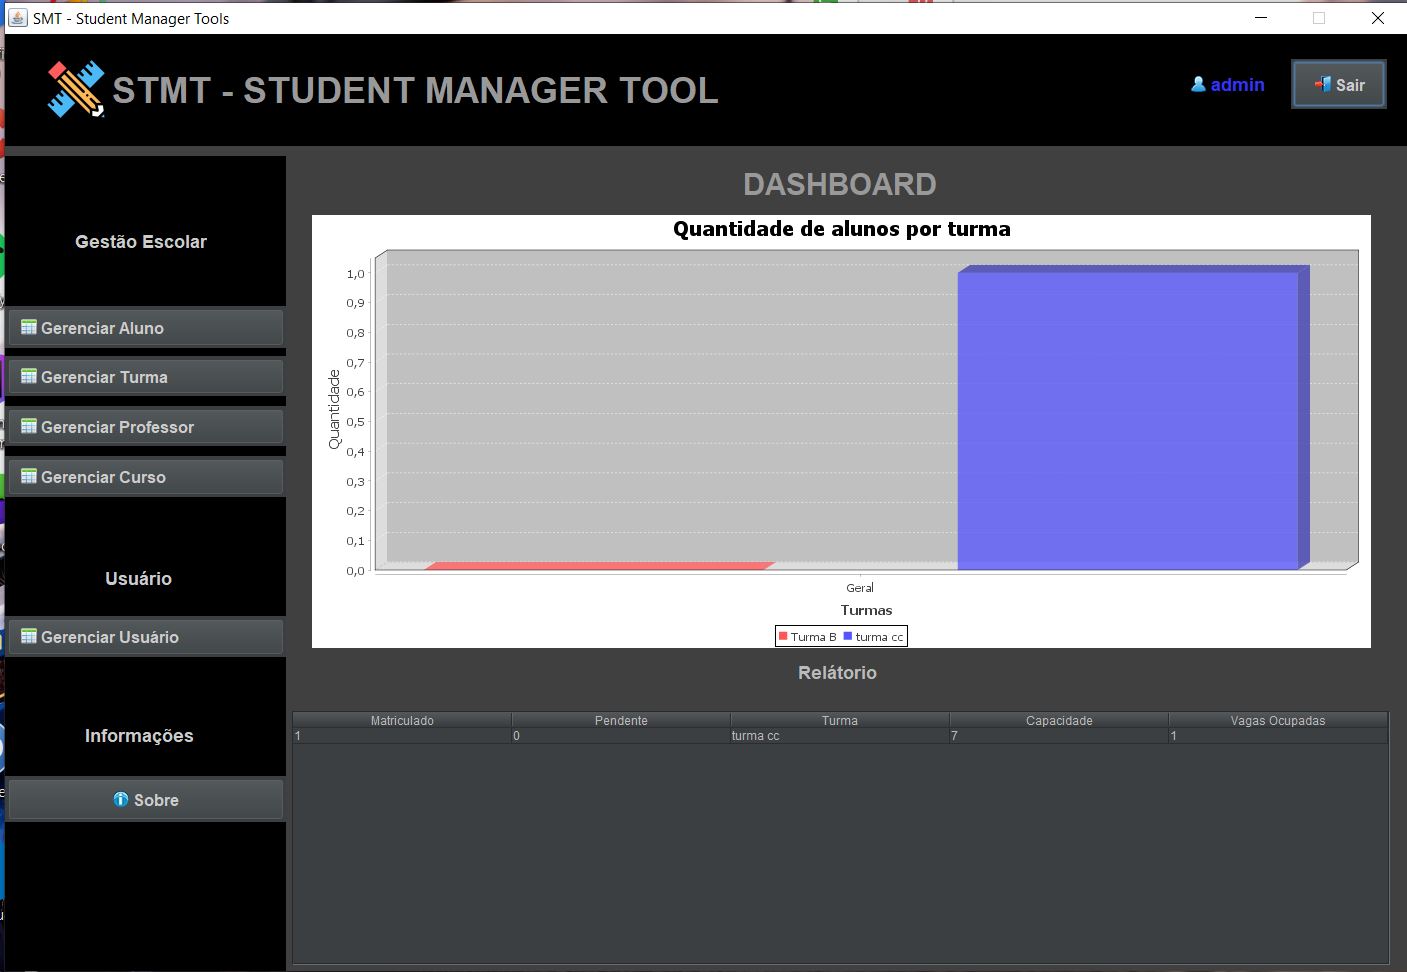 SMT - Student Manager Tools
STMT - STUDENT MANAGER TOOL
admin
Sair
Gestão Escolar
Gerenciar Aluno
Gerenciar Turma
Gerenciar Professor
Gerenciar Curso
Usuário
Gerenciar Usuário
Informações
Sobre
DASHBOARD
Quantidade de alunos por turma
Quantidade
1,0
0,9
0,8
0,7
0,6
0,5
0,4
0,3
0,2
0,1
0,0
Geral
Turmas
Turma B turma cc
Relátorio
Matriculado Pendente Turma Capacidade Vagas Ocupadas
1 0 turma cc 7 1